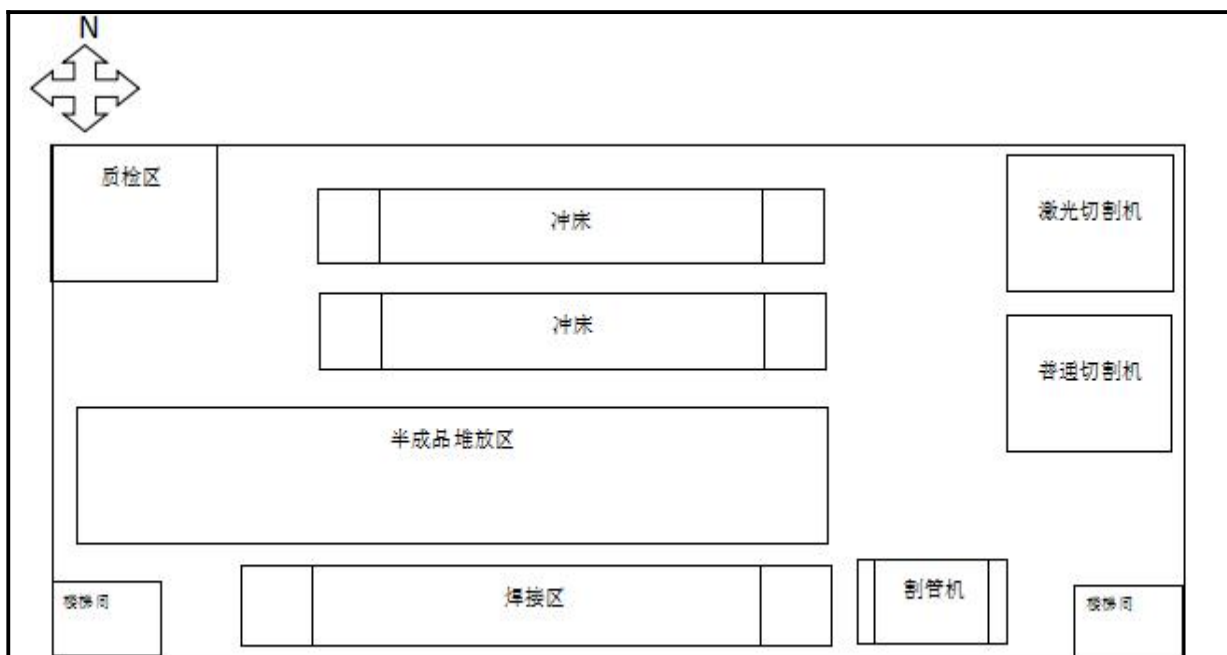 N
质检区
冲床
激光切割机
冲床
普通切割机
半成品堆放区
楼梯间
焊接区
割管机
楼梯间